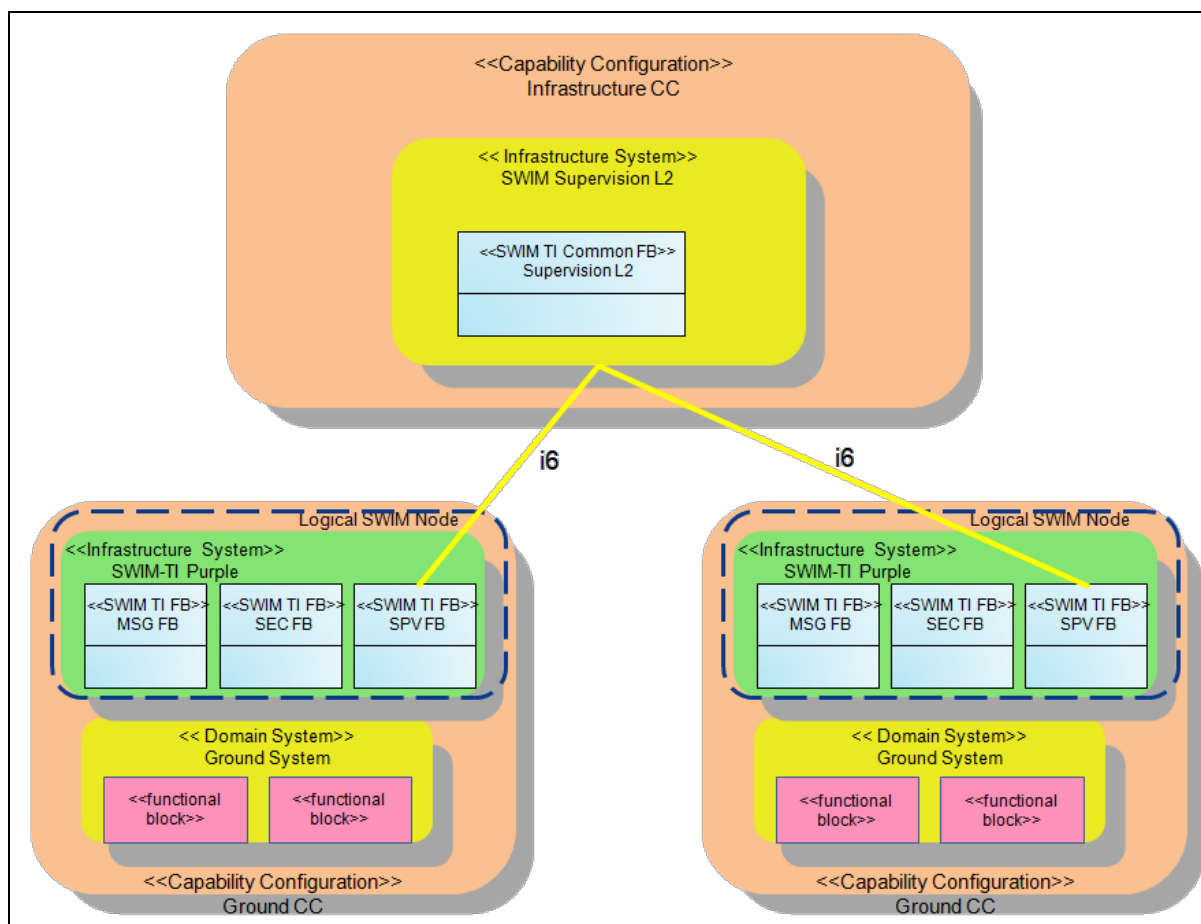 <<Capability Configuration>>
Infrastructure CC
<< Infrastructure System>>
SWIM Supervision L2
<<SWIM TI Common FB>>
Supervision L2
i6
i6
Logical SWIM Node
<<Infrastructure System>>
SWIM-TI Purple
<<SWIM TI FB>>
MSG FB
<<SWIM TI FB>>
SEC FB
<<SWIM TI FB>>
SPV FB
<< Domain System>>
Ground System
<<functional
block>>
<<functional
block>>
<<Capability Configuration>>
Ground CC
Logical SWIM Node
<<Infrastructure System>>
SWIM-TI Purple
<<SWIM TI FB>>
MSG FB
<<SWIM TI FB>>
SEC FB
<<SWIM TI FB>>
SPV FB
<< Domain System>>
Ground System
<<functional
block>>
<<functional
block>>
<<Capability Configuration>>
Ground CC